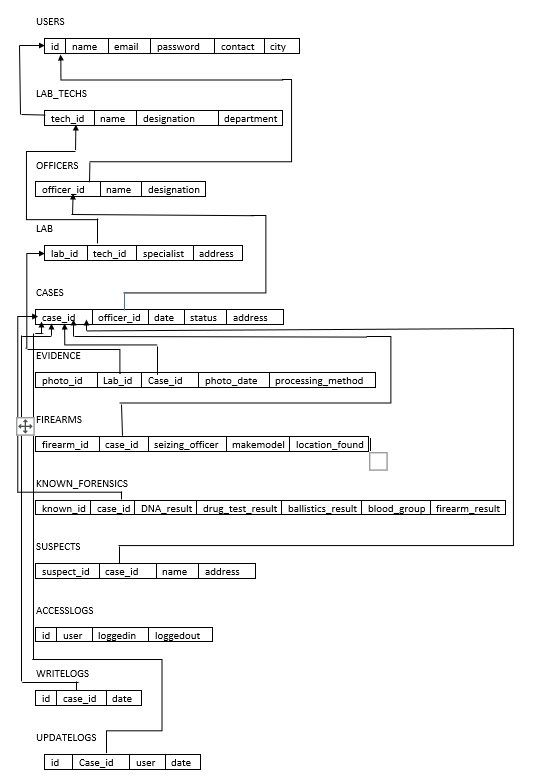 USERS
id name email password contact city
LAB_TECHS
tech_id name designation department
OFFICERS
officer_id name designation
LAB
lab_id tech_id specialist address
CASES
case_id officer_id date status address
EVIDENCE
photo_id Lab_id Case_id photo_date processing_method
FIREARMS
firearm_id case_id seizing_officer makemodel location_found
KNOWN_FORENSICS
known_id case_id DNA_result drug_test_result ballistics_result blood_group firearm_result
SUSPECTS
suspect_id case_id name address
ACCESSLOGS
id user loggedin loggedout
WRITELOGS
id case_id date
UPDATELOGS
id Case_id user date